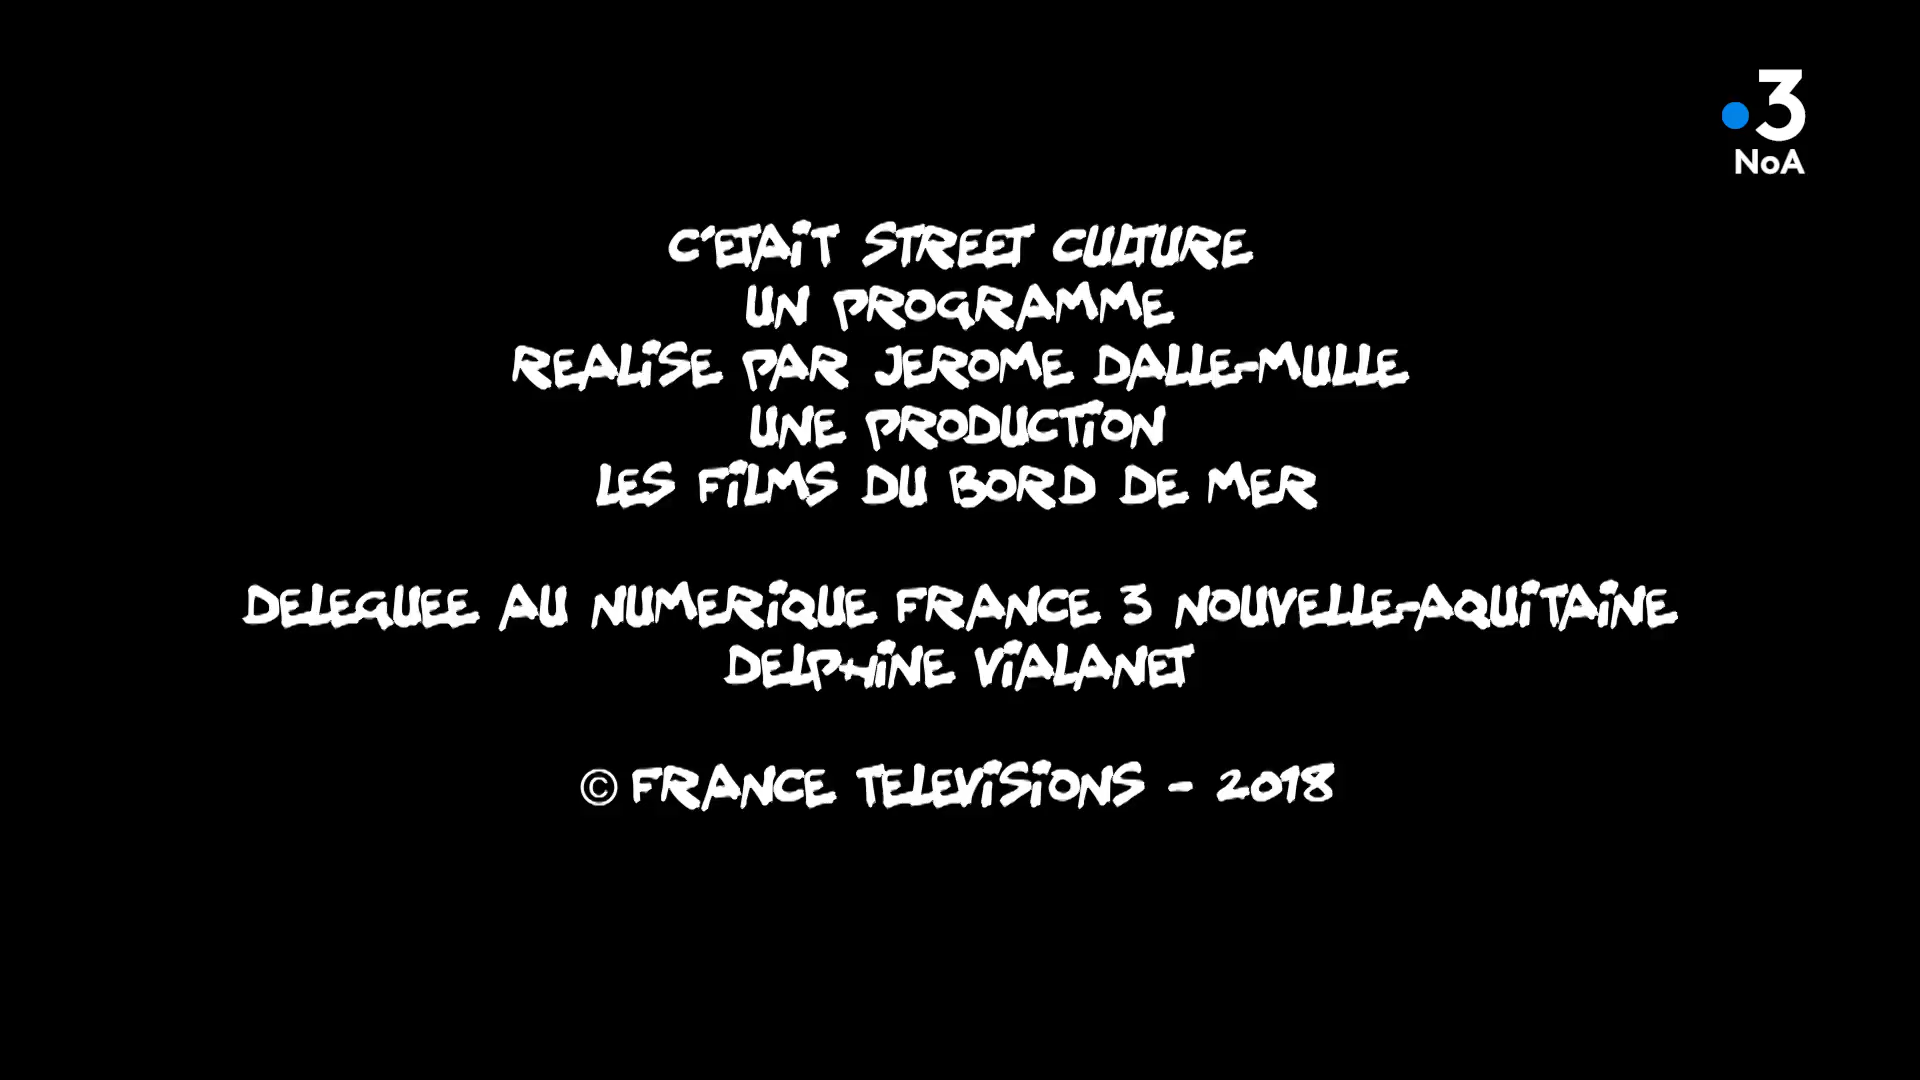 3
NoA
C'ETAiT STREET CULTURE
UN PROGRAMME
REALiSE PAR JEROME DALLE-MULLE
UNE PRODUCTiON
LES FiLMS DU BORD DE MER
DELEGUEE AU NUMERiQUE FRANCE 3 NOUVELLE-AQUiTAiNE
DELPHiNE ViALANET
© FRANCE TELEViSiONS - 2018